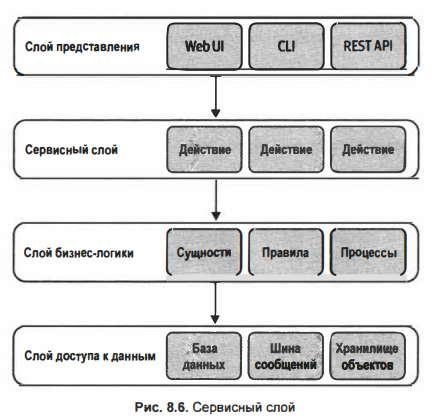 Слой представления
Web UI
CLI
REST API
Сервисный слой
Действие
Действие
Действие
Слой бизнес-логики
Сущности
Правила
Процессы
Слой доступа к данным
База
данных
Шина
сообщений
Хранилище
объектов
Рис. 8.6. Сервисный слой